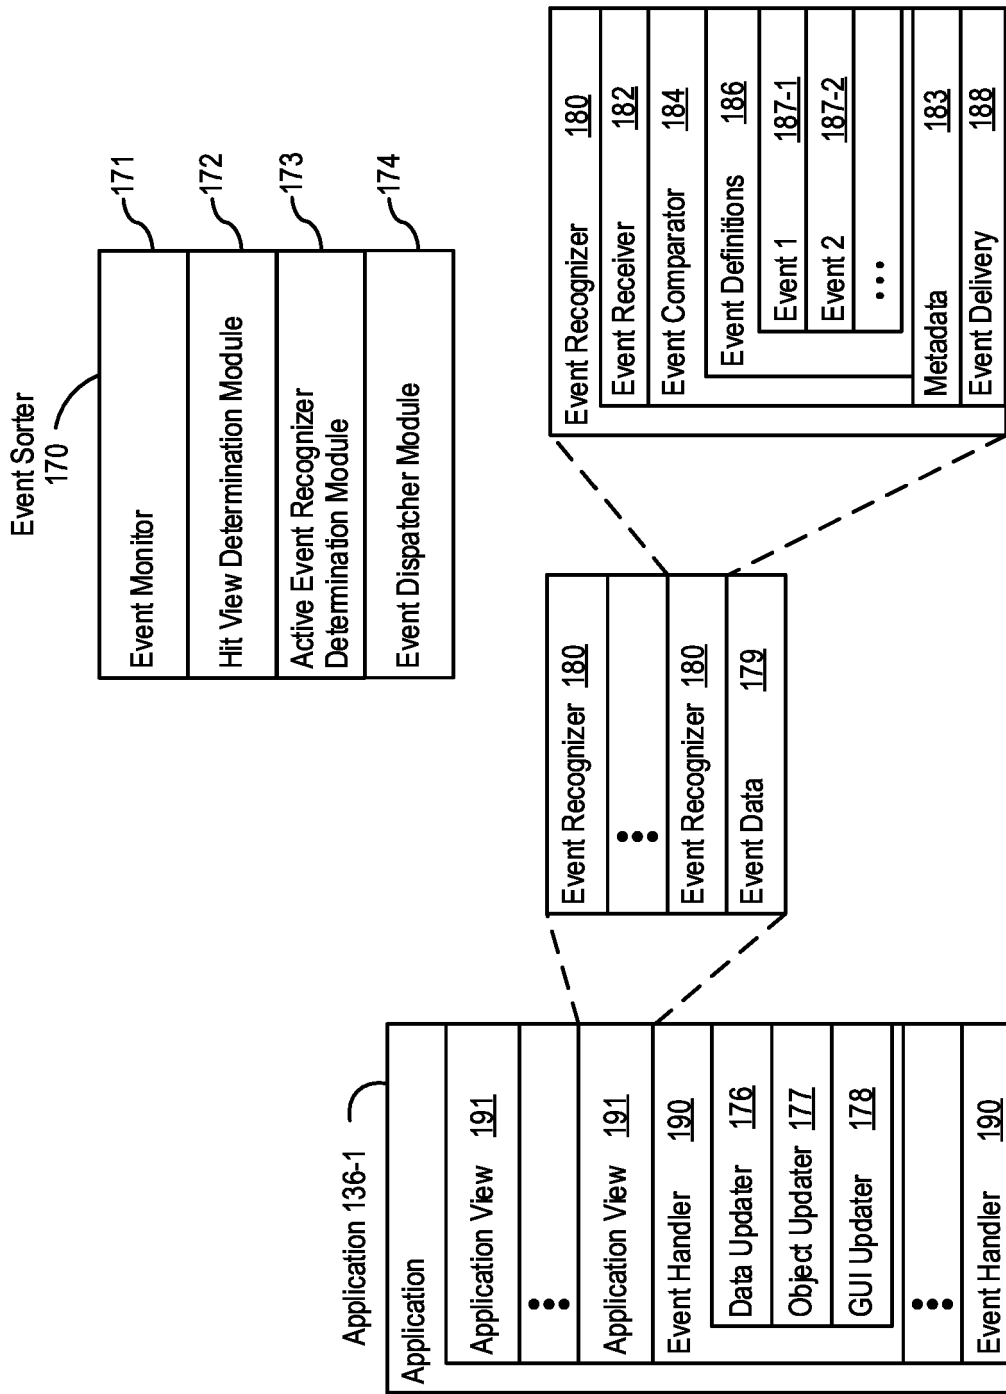 Event Sorter
170
Event Monitor
171
Hit View Determination Module
172
Active Event Recognizer
Determination Module
173
Event Dispatcher Module
174
Application 136-1
Application
Application View 191
•••
Application View 191
Event Handler 190
Data Updater 176
Object Updater 177
GUI Updater 178
•••
Event Handler 190
Event Recognizer 180
•••
Event Recognizer 180
Event Data 179
Event Recognizer 180
Event Receiver 182
Event Comparator 184
Event Definitions 186
Event 1 187-1
Event 2 187-2
•••
Metadata 183
Event Delivery 188